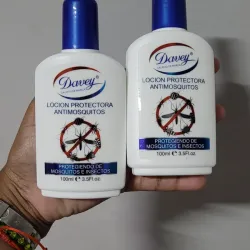 Davey®
LOCION PROTECTORA
ANTIMOSQUITOS
PROTEGIENDO DE
MOSQUITOS E INSECTOS
100ml ℮ 3.5Fl.oz.
Davey®
LOCION PROTECTORA
ANTIMOSQUITOS
PROTEGIENDO DE
MOSQUITOS E INSECTOS
100ml ℮ 3.5Fl.oz.